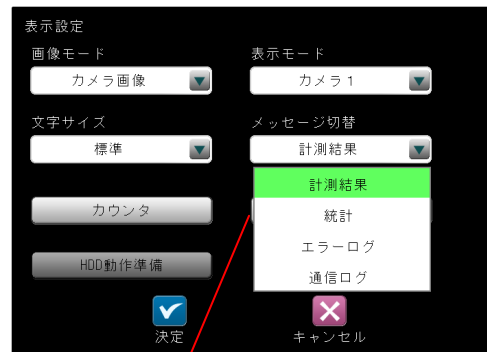 表示設定
画像モード
表示モード
カメラ画像
カメラ1
文字サイズ
メッセージ切替
標準
計測結果
計測結果
カウンタ
統計
エラーログ
HDD動作準備
通信ログ
決定
キャンセル